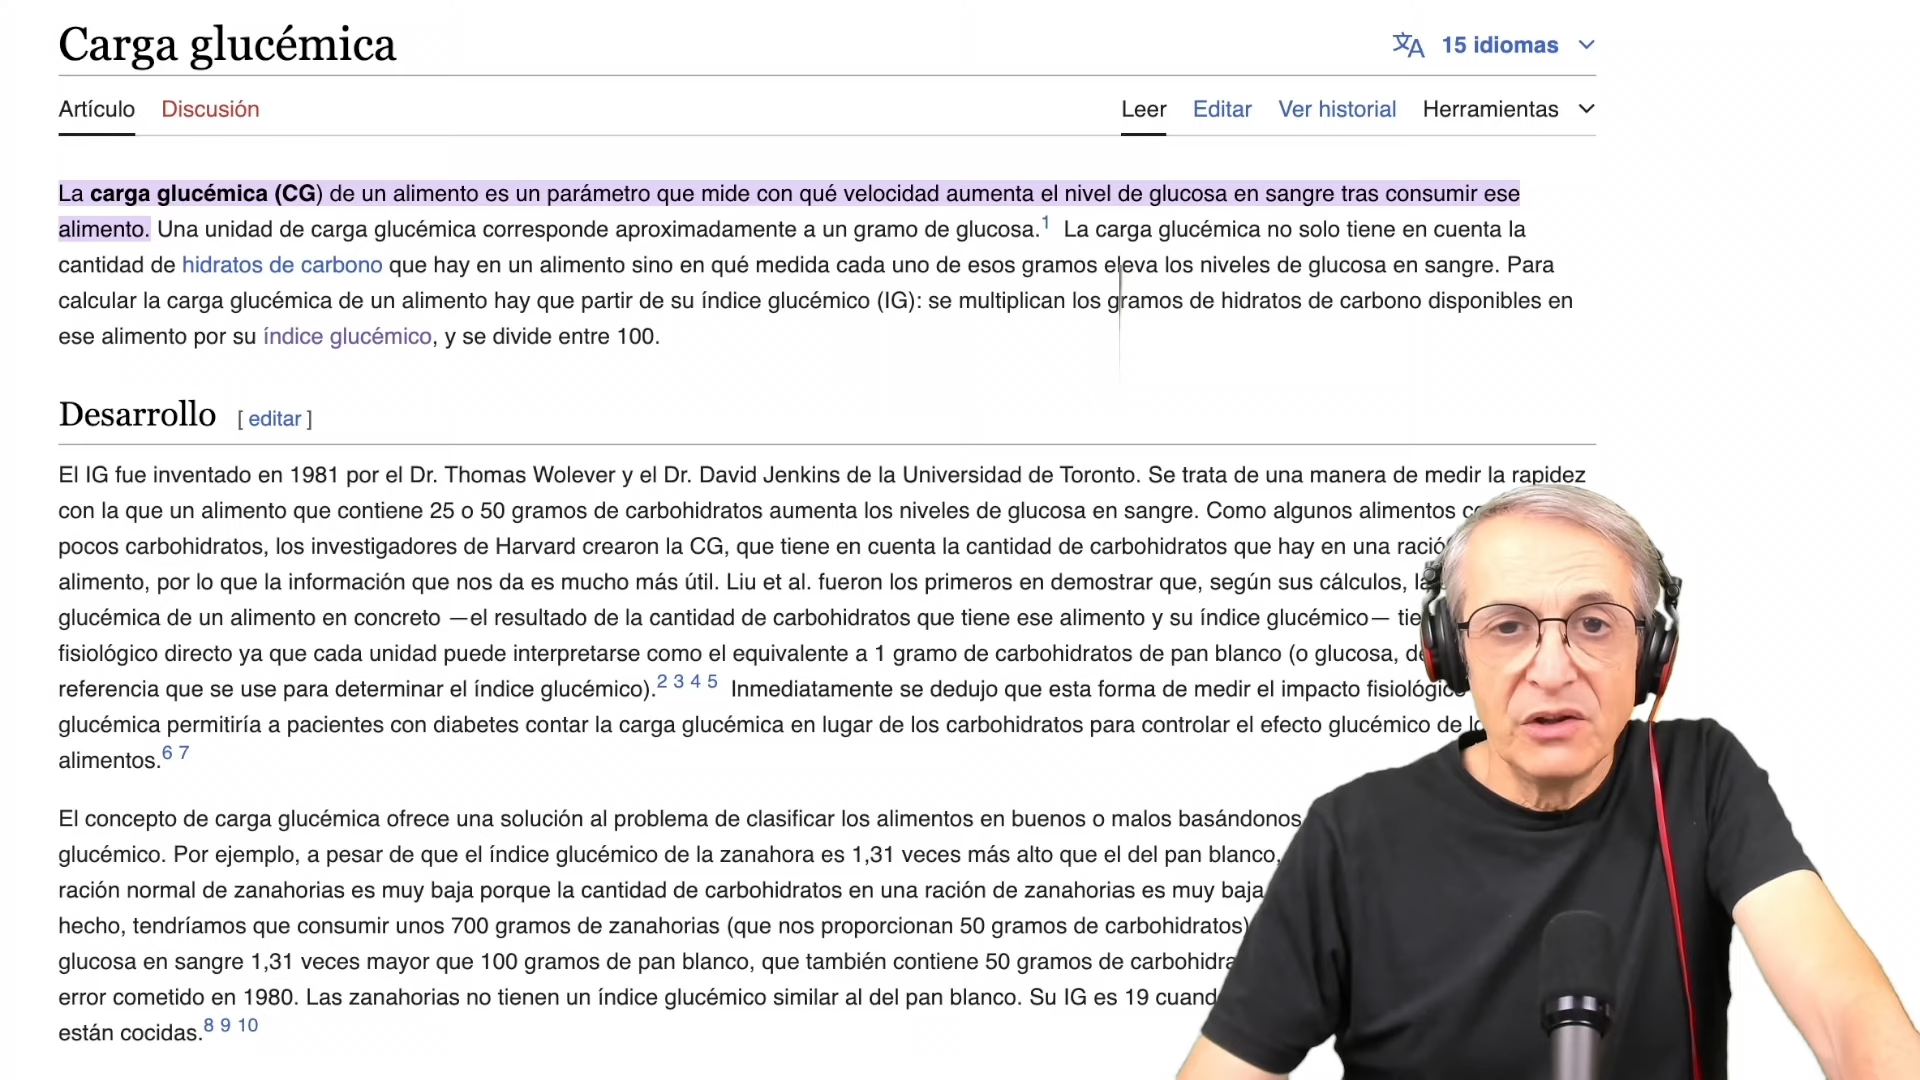 Carga glucémica
15 idiomas
Artículo Discusión Leer Editar Ver historial Herramientas
La carga glucémica (CG) de un alimento es un parámetro que mide con qué velocidad aumenta el nivel de glucosa en sangre tras consumir ese
alimento. Una unidad de carga glucémica corresponde aproximadamente a un gramo de glucosa.1 La carga glucémica no solo tiene en cuenta la
cantidad de hidratos de carbono que hay en un alimento sino en qué medida cada uno de esos gramos eleva los niveles de glucosa en sangre. Para
calcular la carga glucémica de un alimento hay que partir de su índice glucémico (IG): se multiplican los gramos de hidratos de carbono disponibles en
ese alimento por su índice glucémico, y se divide entre 100.
Desarrollo [ editar ]
El IG fue inventado en 1981 por el Dr. Thomas Wolever y el Dr. David Jenkins de la Universidad de Toronto. Se trata de una manera de medir la rapidez
con la que un alimento que contiene 25 o 50 gramos de carbohidratos aumenta los niveles de glucosa en sangre. Como algunos alimentos
pocos carbohidratos, los investigadores de Harvard crearon la CG, que tiene en cuenta la cantidad de carbohidratos que hay en una
alimento, por lo que la información que nos da es mucho más útil. Liu et al. fueron los primeros en demostrar que, según sus cálculos,
glucémica de un alimento en concreto —el resultado de la cantidad de carbohidratos que tiene ese alimento y su índice glucémico—
fisiológico directo ya que cada unidad puede interpretarse como el equivalente a 1 gramo de carbohidratos de pan blanco (o glucosa,
referencia que se use para determinar el índice glucémico).2 3 4 5 Inmediatamente se dedujo que esta forma de medir el impacto
glucémica permitiría a pacientes con diabetes contar la carga glucémica en lugar de los carbohidratos para controlar el efecto glucémico de
alimentos.6 7
El concepto de carga glucémica ofrece una solución al problema de clasificar los alimentos en buenos o malos basándonos
glucémico. Por ejemplo, a pesar de que el índice glucémico de la zanahora es 1,31 veces más alto que el del pan blanco,
ración normal de zanahorias es muy baja porque la cantidad de carbohidratos en una ración de zanahorias es muy baja
hecho, tendríamos que consumir unos 700 gramos de zanahorias (que nos proporcionan 50 gramos de carbohidratos)
glucosa en sangre 1,31 veces mayor que 100 gramos de pan blanco, que también contiene 50 gramos de
error cometido en 1980. Las zanahorias no tienen un índice glucémico similar al del pan blanco. Su IG es 19
están cocidas.8 9 10